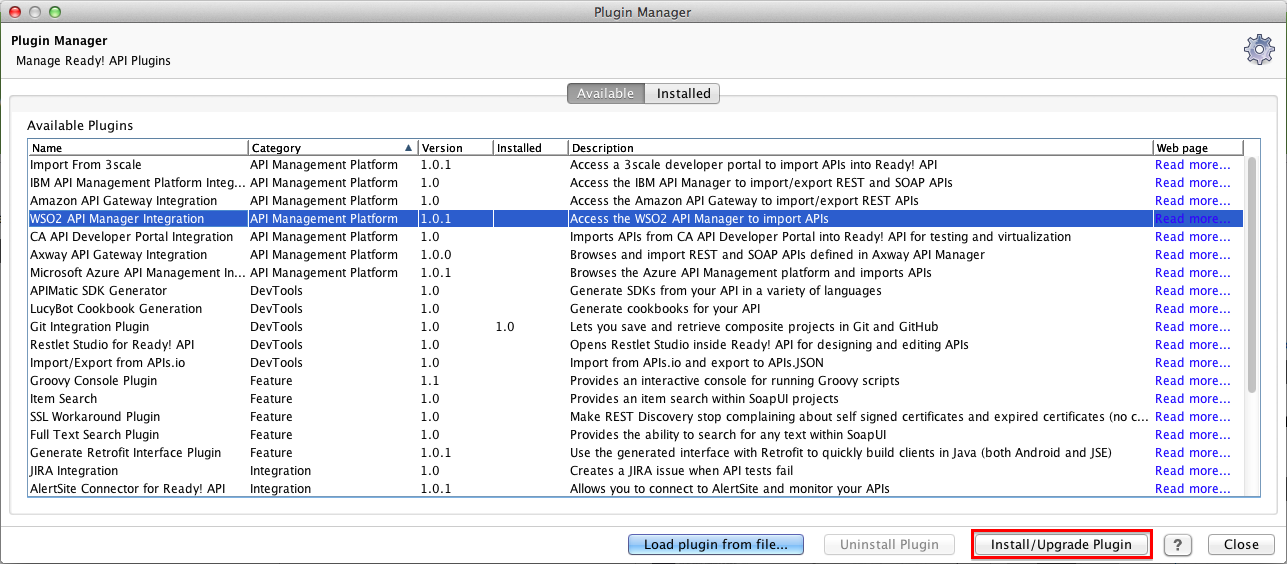 Plugin Manager
Plugin Manager
Manage Ready! API Plugins
Available Installed
Available Plugins
Name Category Version Installed Description Web page
Import From 3scale API Management Platform 1.0.1 Access a 3scale developer portal to import APIs into Ready! API Read more...
IBM API Management Platform Integ... API Management Platform 1.0 Access the IBM API Manager to import/export REST and SOAP APIs Read more...
Amazon API Gateway Integration API Management Platform 1.0 Access the Amazon API Gateway to import/export REST APIs Read more...
WSO2 API Manager Integration API Management Platform 1.0.1 Access the WSO2 API Manager to import APIs Read more...
CA API Developer Portal Integration API Management Platform 1.0 Imports APIs from CA API Developer Portal into Ready! API for testing and virtualization Read more...
Axway API Gateway Integration API Management Platform 1.0.0 Browses and import REST and SOAP APIs defined in Axway API Manager Read more...
Microsoft Azure API Management In... API Management Platform 1.0.1 Browses the Azure API Management platform and imports APIs Read more...
APIMatic SDK Generator DevTools 1.0 Generate SDKs from your API in a variety of languages Read more...
LucyBot Cookbook Generation DevTools 1.0 Generate cookbooks for your API Read more...
Git Integration Plugin DevTools 1.0 1.0 Lets you save and retrieve composite projects in Git and GitHub Read more...
Restlet Studio for Ready! API DevTools 1.0 Opens Restlet Studio inside Ready! API for designing and editing APIs Read more...
Import/Export from APIs.io DevTools 1.0 Import from APIs.io and export to APIs.JSON Read more...
Groovy Console Plugin Feature 1.1 Provides an interactive console for running Groovy scripts Read more...
Item Search Feature 1.0 Provides an item search within SoapUI projects Read more...
SSL Workaround Plugin Feature 1.0 Make REST Discovery stop complaining about self signed certificates and expired certificates (no c... Read more...
Full Text Search Plugin Feature 1.0 Provides the ability to search for any text within SoapUI Read more...
Generate Retrofit Interface Plugin Feature 1.0.1 Use the generated interface with Retrofit to quickly build clients in Java (both Android and JSE) Read more...
JIRA Integration Integration 1.0 Creates a JIRA issue when API tests fail Read more...
AlertSite Connector for Ready! API Integration 1.0.1 Allows you to connect to AlertSite and monitor your APIs Read more...
Load plugin from file... Uninstall Plugin Install/Upgrade Plugin ? Close